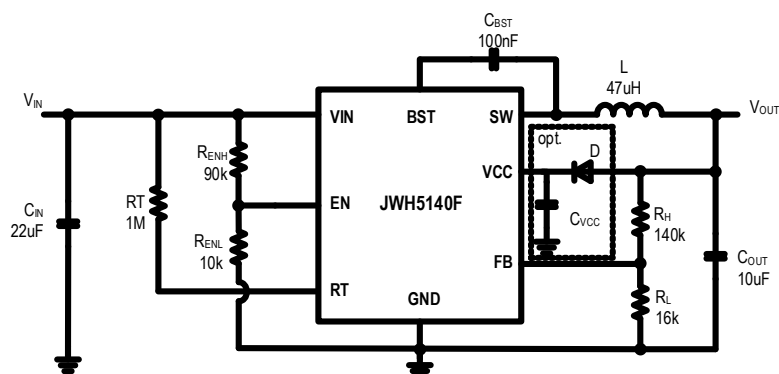 CBST
100nF
L
47uH
VIN
VOUT
VIN
BST
SW
opt.
D
RENH
90k
VCC
RT
1M
EN
JWH5140F
CIN
22uF
RENL
10k
CVCC
RH
140k
COUT
10uF
FB
RT
GND
RL
16k